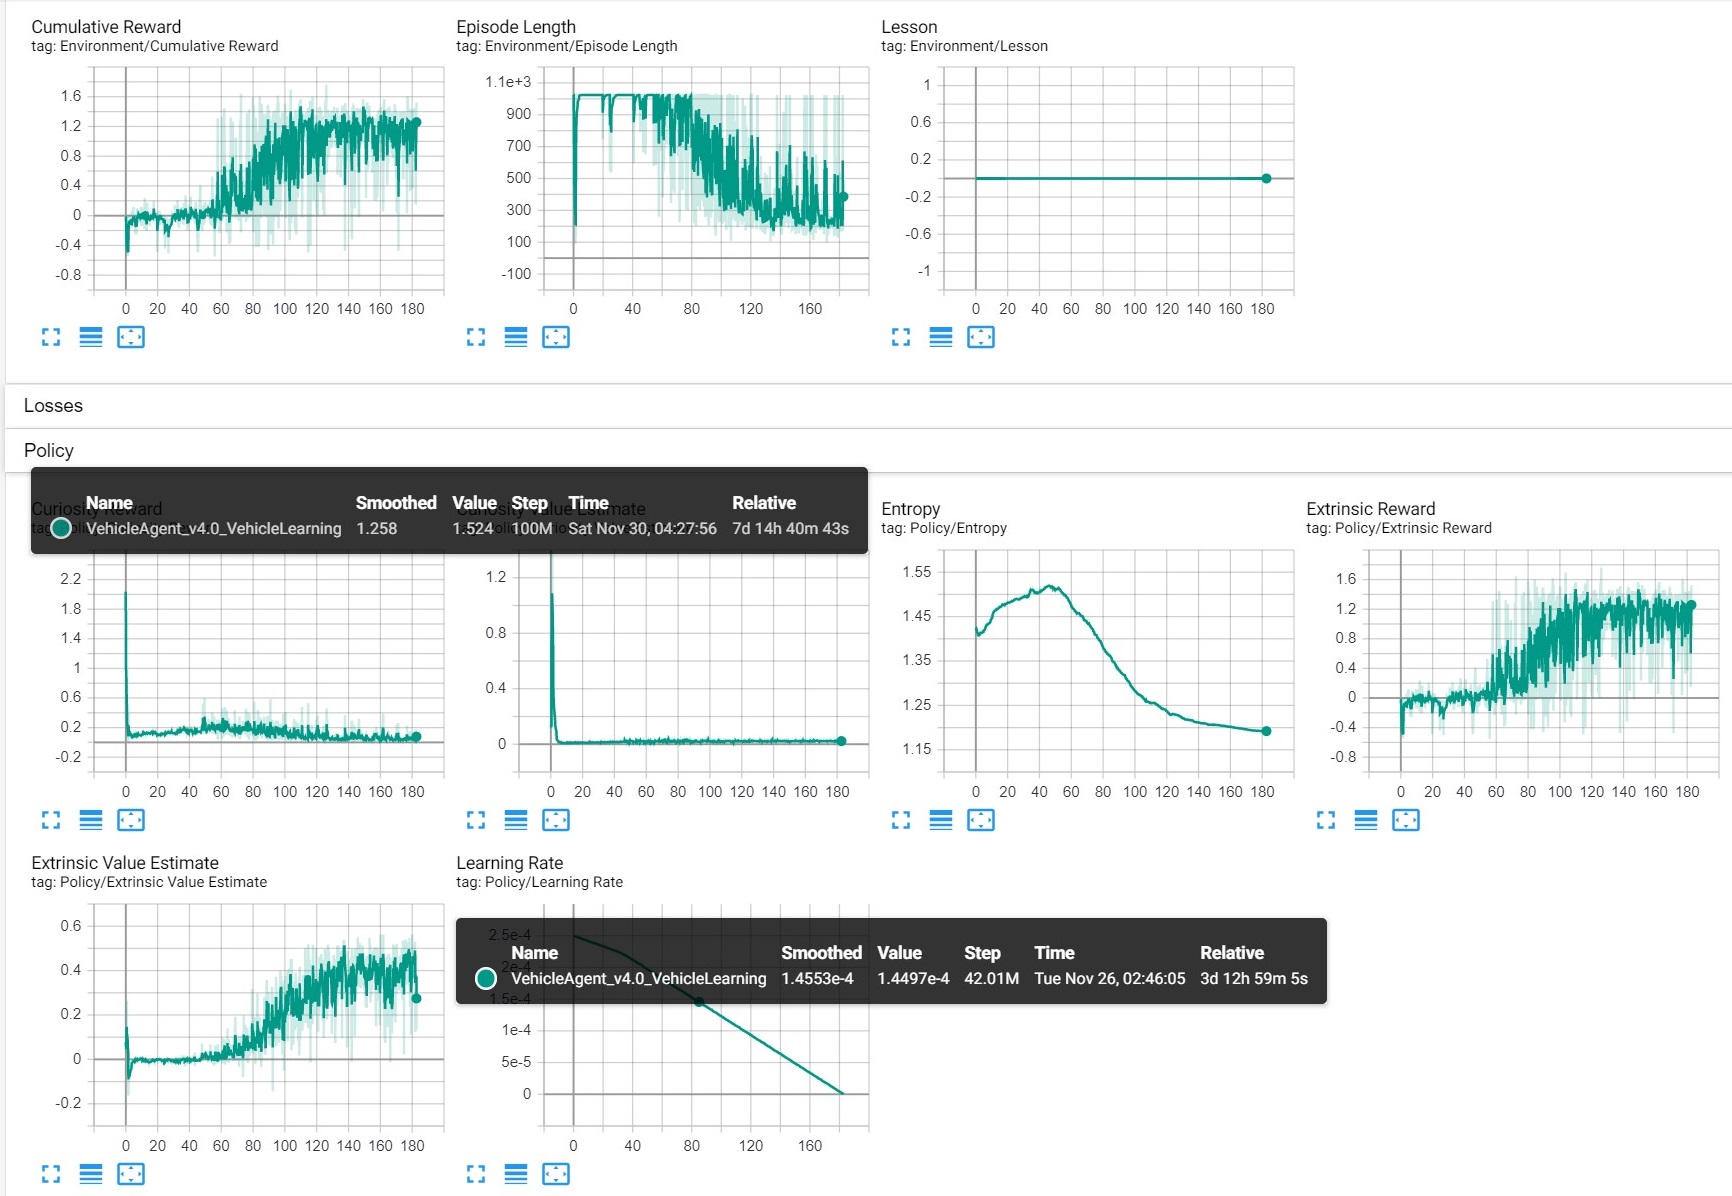 Cumulative Reward
tag: Environment/Cumulative Reward
1.6
1.2
0.8
0.4
0
-0.4
-0.8
0 20 40 60 80 100 120 140 160 180
Episode Length
tag: Environment/Episode Length
1.1e+3
900
700
500
300
100
-100
0 40 80 120 160
Lesson
tag: Environment/Lesson
1
0.6
0.2
-0.2
-0.6
-1
0 20 40 60 80 100 120 140 160 180
Losses
Policy
Name Smoothed Value Step Time Relative
VehicleAgent_v4.0_VehicleLearning 1.258 1.524 100M Sat Nov 30, 04:27:56 7d 14h 40m 43s
Curiosity Reward
2.2
1.8
1.4
1
0.6
0.2
-0.2
0 20 40 60 80 100 120 140 160 180
Estimate
1.2
0.8
0.4
0
0 20 40 60 80 100 120 140 160 180
Entropy
tag: Policy/Entropy
1.55
1.45
1.35
1.25
1.15
0 20 40 60 80 100 120 140 160 180
Extrinsic Reward
tag: Policy/Extrinsic Reward
1.6
1.2
0.8
0.4
0
-0.4
-0.8
0 20 40 60 80 100 120 140 160 180
Extrinsic Value Estimate
tag: Policy/Extrinsic Value Estimate
0.6
0.4
0.2
0
-0.2
0 20 40 60 80 100 120 140 160 180
Learning Rate
tag: Policy/Learning Rate
2.5e-4
2e-4
1.5e-4
1e-4
5e-5
0
0 40 80 120 160
Name Smoothed Value Step Time Relative
VehicleAgent_v4.0_VehicleLearning 1.4553e-4 1.4497e-4 42.01M Tue Nov 26, 02:46:05 3d 12h 59m 5s